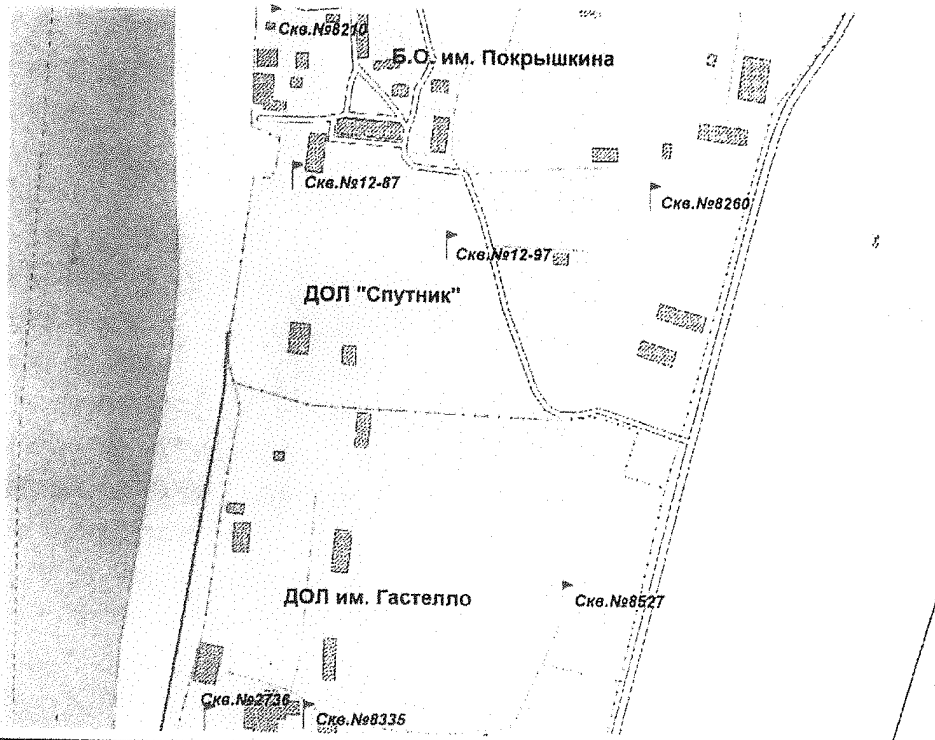 Скв.№8210
Б.О. им. Покрышкина
Скв.№12-87
Скв.№8260
Скв.№12-97
ДОЛ "Спутник"
ДОЛ им. Гастелло
Скв.№8527
Скв.№2736
Скв.№8335